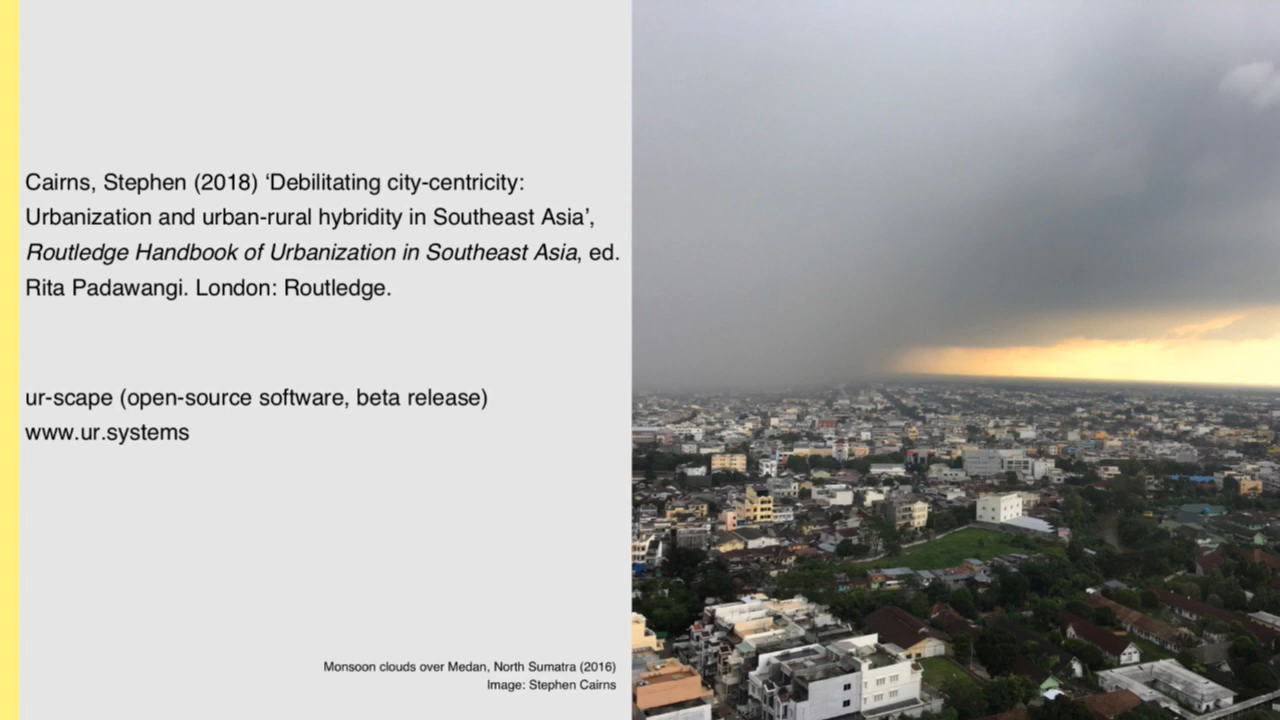 Cairns, Stephen (2018) ‘Debilitating city-centricity:
Urbanization and urban-rural hybridity in Southeast Asia’,
Routledge Handbook of Urbanization in Southeast Asia, ed.
Rita Padawangi. London: Routledge.
ur-scape (open-source software, beta release)
www.ur.systems
Monsoon clouds over Medan, North Sumatra (2016)
Image: Stephen Cairns